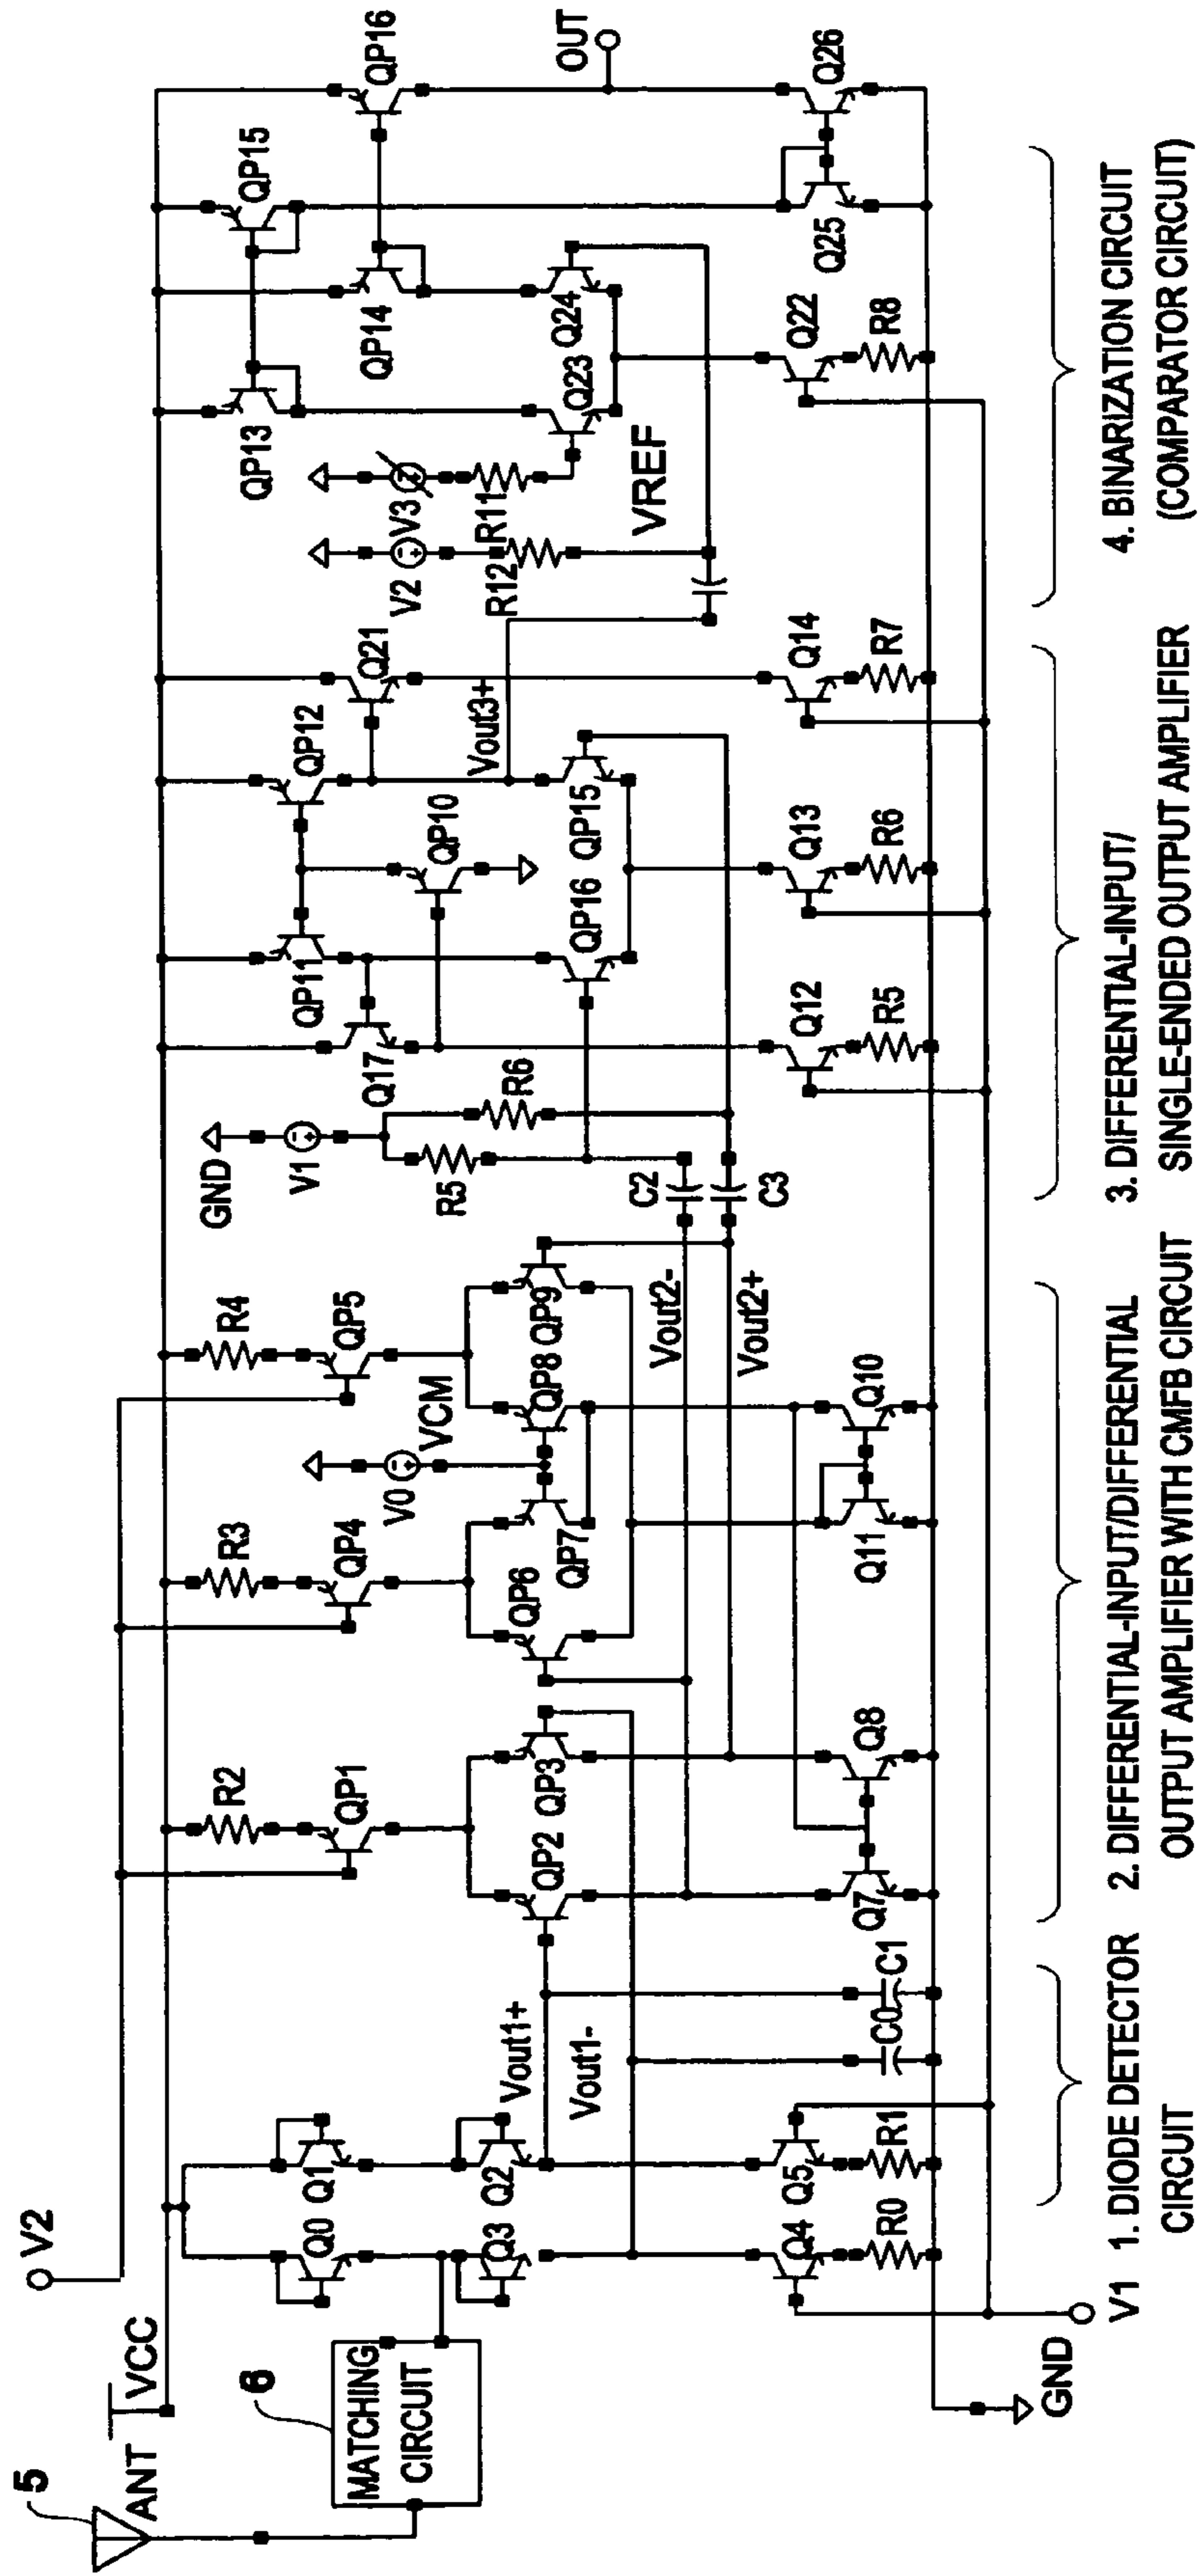 V2
5
ANT
VCC
6
MATCHING
CIRCUIT
Q0
Q1
Q3
Q2
Vout1+
Vout1-
Q4
Q5
R0
R1
C0
C1
V1
GND
R2
QP1
QP2
QP3
Q7
Q8
R3
QP4
QP6
QP7
V0
VCM
R4
QP5
QP8
QP9
Vout2-
Vout2+
Q11
Q10
GND
V1
R5
R6
C2
C3
Q17
QP11
QP12
QP10
QP16
QP15
Q21
Vout3+
Q12
R5
Q13
R6
Q14
R7
V2
R12
V3
R11
VREF
QP13
QP14
QP15
QP16
Q23
Q24
Q22
R8
Q25
Q26
OUT
1. DIODE DETECTOR
CIRCUIT
2. DIFFERENTIAL-INPUT/DIFFERENTIAL
OUTPUT AMPLIFIER WITH CMFB CIRCUIT
3. DIFFERENTIAL-INPUT/
SINGLE-ENDED OUTPUT AMPLIFIER
4. BINARIZATION CIRCUIT
(COMPARATOR CIRCUIT)